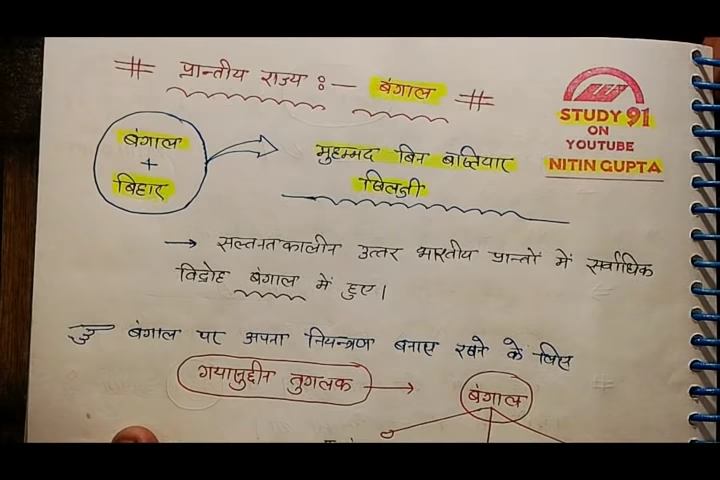 # प्रान्तीय राज्य :— बंगाल #
STUDY 91
ON
YOUTUBE
NITIN GUPTA
बंगाल
+
बिहार
मुहम्मद बिन बख्तियार
खिलजी
→ सल्तनतकालीन उत्तर भारतीय प्रान्तों में सर्वाधिक
विद्रोह बंगाल में हुए।
बंगाल पर अपना नियन्त्रण बनाए रखने के लिए
गयासुद्दीन तुगलक → बंगाल